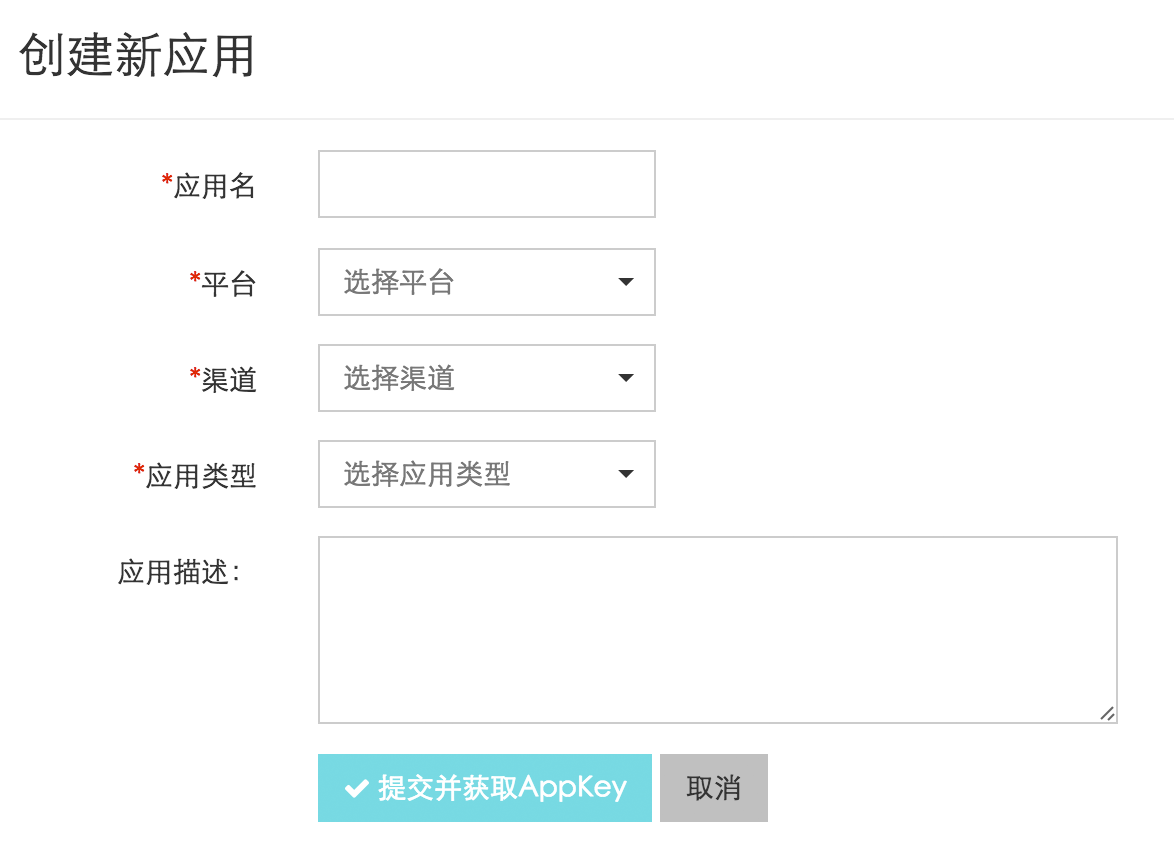 创建新应用
*应用名
*平台 选择平台
*渠道 选择渠道
*应用类型 选择应用类型
应用描述：
提交并获取AppKey 取消